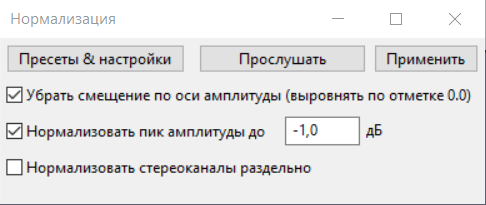 Нормализация
Пресеты & настройки Прослушать Применить
Убрать смещение по оси амплитуды (выровнять по отметке 0.0)
Нормализовать пик амплитуды до -1,0 дБ
Нормализовать стереоканалы раздельно